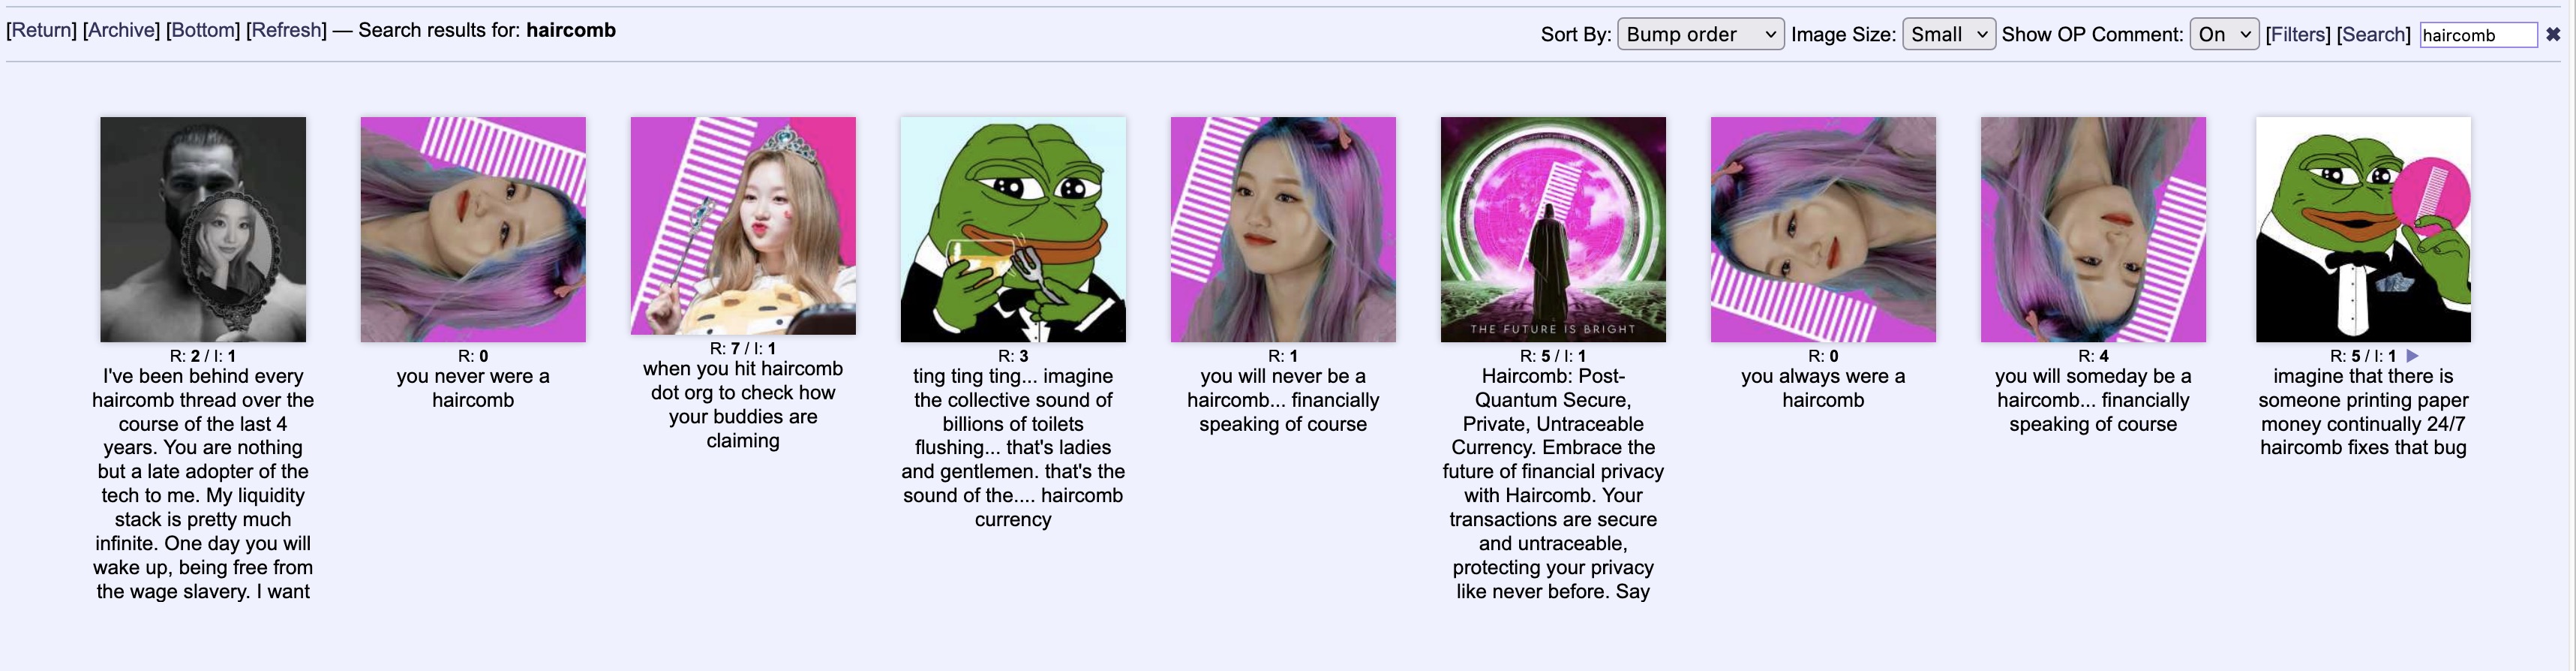 [Return] [Archive] [Bottom] [Refresh] — Search results for: haircomb
Sort By: Bump order Image Size: Small Show OP Comment: On [Filters] [Search] haircomb ✖
R: 2 / I: 1
I've been behind every
haircomb thread over the
course of the last 4
years. You are nothing
but a late adopter of the
tech to me. My liquidity
stack is pretty much
infinite. One day you will
wake up, being free from
the wage slavery. I want
R: 0
you never were a
haircomb
R: 7 / I: 1
when you hit haircomb
dot org to check how
your buddies are
claiming
R: 3
ting ting ting... imagine
the collective sound of
billions of toilets
flushing... that's ladies
and gentlemen. that's the
sound of the.... haircomb
currency
R: 1
you will never be a
haircomb... financially
speaking of course
THE FUTURE IS BRIGHT
R: 5 / I: 1
Haircomb: Post-
Quantum Secure,
Private, Untraceable
Currency. Embrace the
future of financial privacy
with Haircomb. Your
transactions are secure
and untraceable,
protecting your privacy
like never before. Say
R: 0
you always were a
haircomb
R: 4
you will someday be a
haircomb... financially
speaking of course
R: 5 / I: 1 ▶
imagine that there is
someone printing paper
money continually 24/7
haircomb fixes that bug